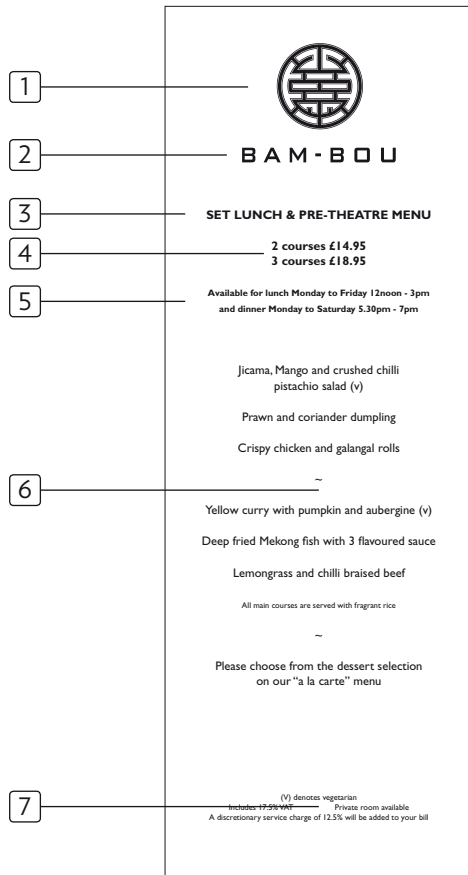 1
2
BAM-BOU
3
SET LUNCH & PRE-THEATRE MENU
4
2 courses £14.95
3 courses £18.95
5
Available for lunch Monday to Friday 12noon - 3pm
and dinner Monday to Saturday 5.30pm - 7pm
Jicama, Mango and crushed chilli
pistachio salad (v)
Prawn and coriander dumpling
Crispy chicken and galangal rolls
6
~
Yellow curry with pumpkin and aubergine (v)
Deep fried Mekong fish with 3 flavoured sauce
Lemongrass and chilli braised beef
All main courses are served with fragrant rice
~
Please choose from the dessert selection
on our “a la carte” menu
7
(V) denotes vegetarian
Includes 17.5% VAT Private room available
A discretionary service charge of 12.5% will be added to your bill